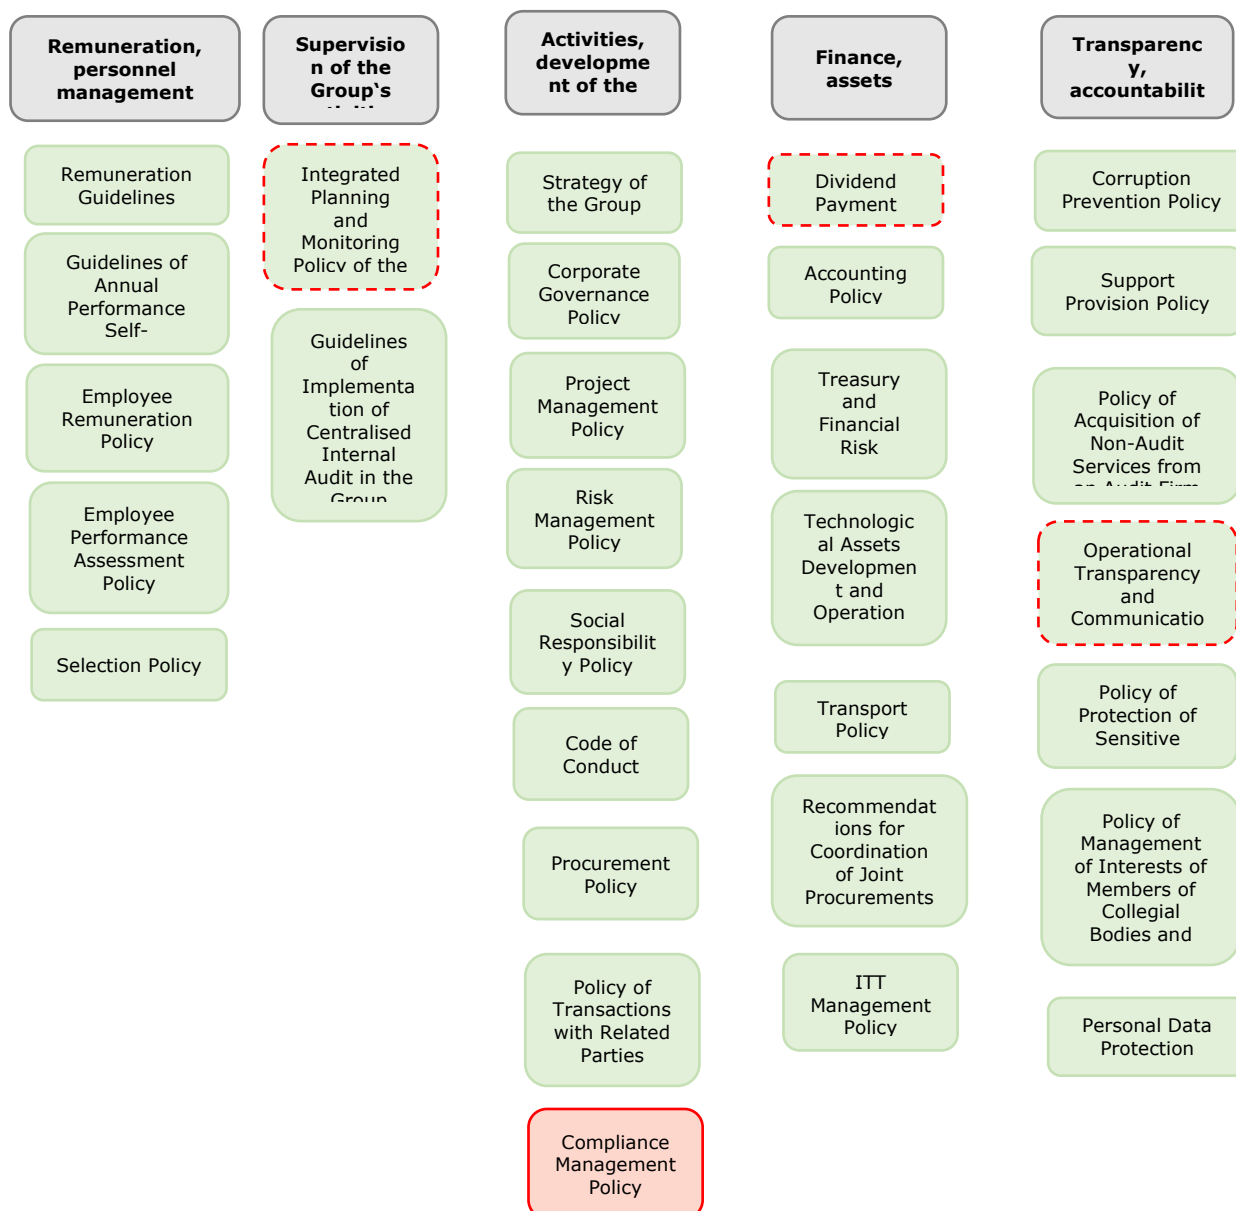 Remuneration,
personnel
management
Supervisio
n of the
Group‘s
Activities,
developme
nt of the
Finance,
assets
Transparenc
y,
accountabilit
Remuneration
Guidelines
Guidelines of
Annual
Performance
Self-
Employee
Remuneration
Policy
Employee
Performance
Assessment
Policy
Selection Policy
Integrated
Planning
and
Monitoring
Policy of the
Guidelines
of
Implementa
tion of
Centralised
Internal
Audit in the
Group
Strategy of
the Group
Corporate
Governance
Policy
Project
Management
Policy
Risk
Management
Policy
Social
Responsibilit
y Policy
Code of
Conduct
Procurement
Policy
Policy of
Transactions
with Related
Parties
Compliance
Management
Policy
Dividend
Payment
Accounting
Policy
Treasury
and
Financial
Risk
Technologic
al Assets
Developmen
t and
Operation
Transport
Policy
Recommendat
ions for
Coordination
of Joint
Procurements
ITT
Management
Policy
Corruption
Prevention Policy
Support
Provision Policy
Policy of
Acquisition of
Non-Audit
Services from
an Audit Firm
Operational
Transparency
and
Communicatio
Policy of
Protection of
Sensitive
Policy of
Management
of Interests of
Members of
Collegial
Bodies and
Personal Data
Protection